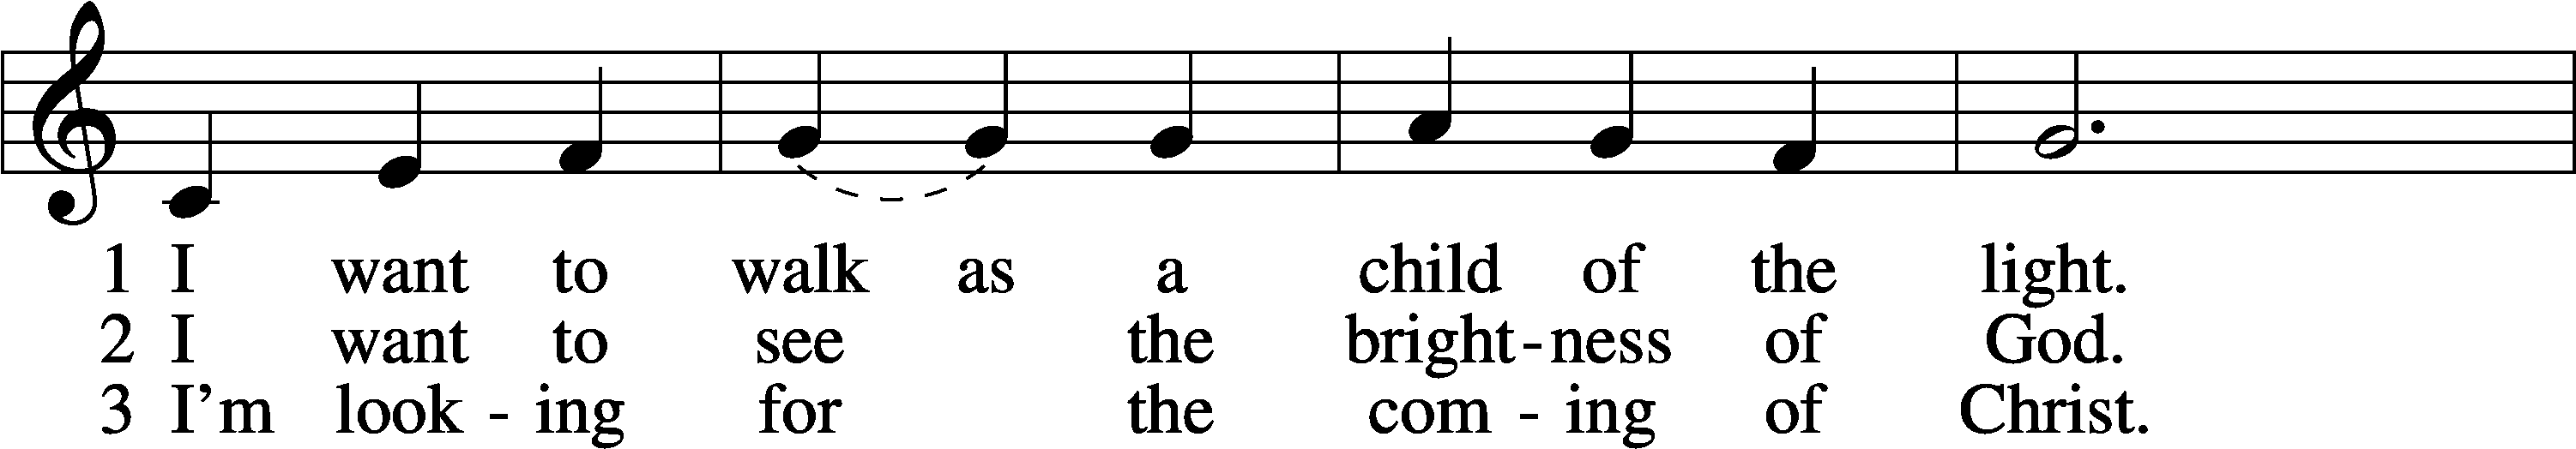 1 I want to walk as a child of the light.
2 I want to see the bright-ness of God.
3 I'm look-ing for the com-ing of Christ.